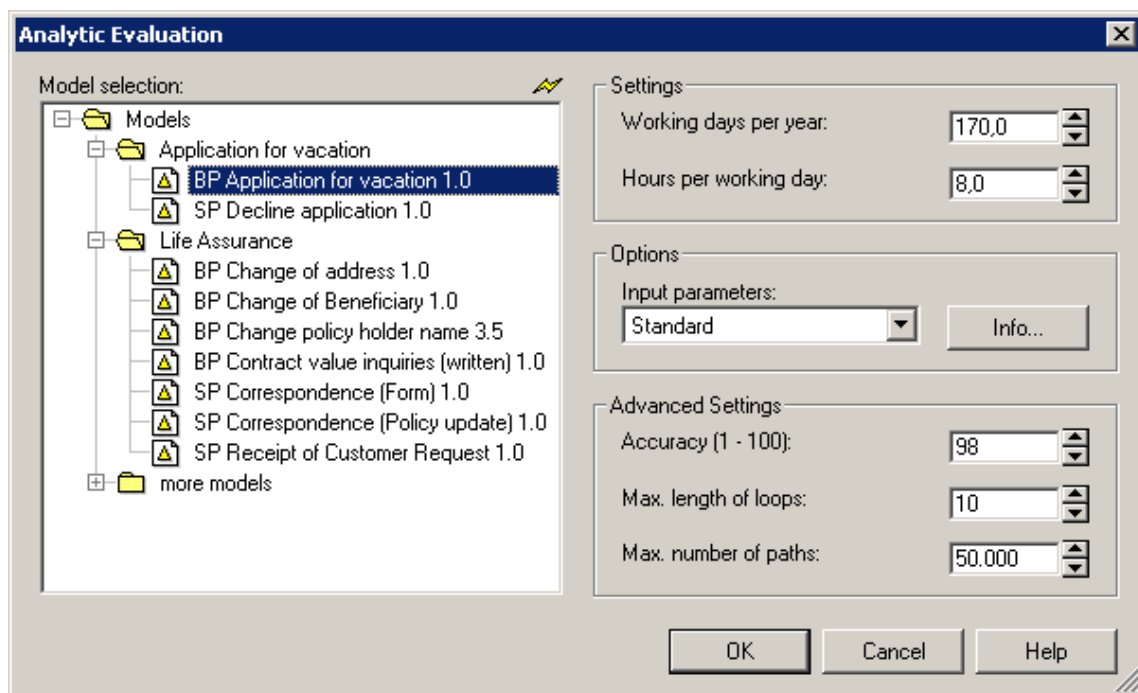 Analytic Evaluation
Model selection:
Models
Application for vacation
BP Application for vacation 1.0
SP Decline application 1.0
Life Assurance
BP Change of address 1.0
BP Change of Beneficiary 1.0
BP Change policy holder name 3.5
BP Contract value inquiries (written) 1.0
SP Correspondence (Form) 1.0
SP Correspondence (Policy update) 1.0
SP Receipt of Customer Request 1.0
more models
Settings
Working days per year: 170,0
Hours per working day: 8,0
Options
Input parameters:
Standard Info...
Advanced Settings
Accuracy (1 - 100): 98
Max. length of loops: 10
Max. number of paths: 50.000
OK Cancel Help